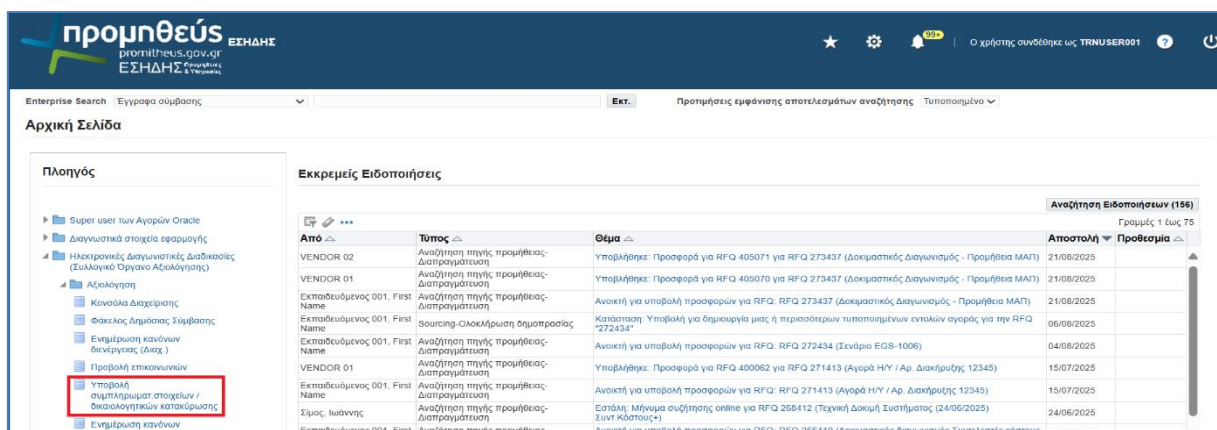 προμηθεύς ΕΣΗΔΗΣ
promitheus.gov.gr
ΕΣΗΔΗΣ Προμήθειες & Υπηρεσίες
99+
Ο χρήστης συνδέθηκε ως TRNUSER001 ?
Enterprise Search Έγγραφα σύμβασης Εκτ. Προτιμήσεις εμφάνισης αποτελεσμάτων αναζήτησης Τυποποιημένο
Αρχική Σελίδα
Πλοηγός
Super user των Αγορών Oracle
Διαγνωστικά στοιχεία εφαρμογής
Ηλεκτρονικές Διαγωνιστικές Διαδικασίες
(Συλλογικό Όργανο Αξιολόγησης)
Αξιολόγηση
Κονσόλα Διαχείρισης
Φάκελος Δημόσιας Σύμβασης
Ενημέρωση κανόνων
διενέργειας (Διαχ.)
Προβολή επικοινωνιών
Υποβολή
συμπληρωματ.στοιχείων /
δικαιολογητικών κατακύρωσης
Ενημέρωση κανόνων
Εκκρεμείς Ειδοποιήσεις
Αναζήτηση Ειδοποιήσεων (156)
Γραμμές 1 έως 75
Από Τύπος Θέμα Αποστολή Προθεσμία
VENDOR 02 Αναζήτηση πηγής προμήθειας-Διαπραγμάτευση Υποβλήθηκε: Προσφορά για RFQ 405071 για RFQ 273437 (Δοκιμαστικός Διαγωνισμός - Προμήθεια ΜΑΠ) 21/08/2025
VENDOR 01 Αναζήτηση πηγής προμήθειας-Διαπραγμάτευση Υποβλήθηκε: Προσφορά για RFQ 405070 για RFQ 273437 (Δοκιμαστικός Διαγωνισμός - Προμήθεια ΜΑΠ) 21/08/2025
Εκπαιδευόμενος 001, First Name Αναζήτηση πηγής προμήθειας-Διαπραγμάτευση Ανοικτή για υποβολή προσφορών για RFQ: RFQ 273437 (Δοκιμαστικός Διαγωνισμός - Προμήθεια ΜΑΠ) 21/08/2025
Εκπαιδευόμενος 001, First Name Sourcing-Ολοκλήρωση δημοπρασίας Κατάσταση: Υποβολή για δημιουργία μιας ή περισσότερων τυποποιημένων εντολών αγοράς για την RFQ "272434" 06/08/2025
Εκπαιδευόμενος 001, First Name Αναζήτηση πηγής προμήθειας-Διαπραγμάτευση Ανοικτή για υποβολή προσφορών για RFQ: RFQ 272434 (Σενάριο EGS-1006) 04/08/2025
VENDOR 01 Αναζήτηση πηγής προμήθειας-Διαπραγμάτευση Υποβλήθηκε: Προσφορά για RFQ 400062 για RFQ 271413 (Αγορά Η/Υ / Αρ. Διακήρυξης 12345) 15/07/2025
Εκπαιδευόμενος 001, First Name Αναζήτηση πηγής προμήθειας-Διαπραγμάτευση Ανοικτή για υποβολή προσφορών για RFQ: RFQ 271413 (Αγορά Η/Υ / Αρ. Διακήρυξης 12345) 15/07/2025
Σίμος, Ιωάννης Αναζήτηση πηγής προμήθειας-Διαπραγμάτευση Εστάλη: Μήνυμα συζήτησης online για RFQ 268412 (Τεχνική Δοκιμή Συστήματος (24/06/2025) Συντ.Κόστους+) 24/06/2025